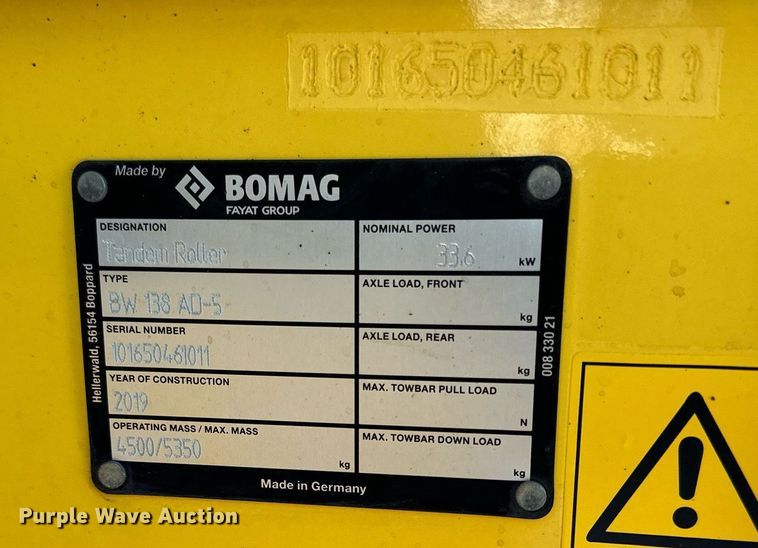 101650461011
Made by BOMAG
FAYAT GROUP
DESIGNATION
Tandem Roller
NOMINAL POWER
33.6 kW
TYPE
BW 138 AD-5
AXLE LOAD, FRONT
kg
SERIAL NUMBER
101650461011
AXLE LOAD, REAR
kg
YEAR OF CONSTRUCTION
2019
MAX. TOWBAR PULL LOAD
N
OPERATING MASS / MAX. MASS
4500/5350 kg
MAX. TOWBAR DOWN LOAD
kg
Made in Germany
Hellerwald, 56154 Boppard
008 330 21
!
Purple Wave Auction